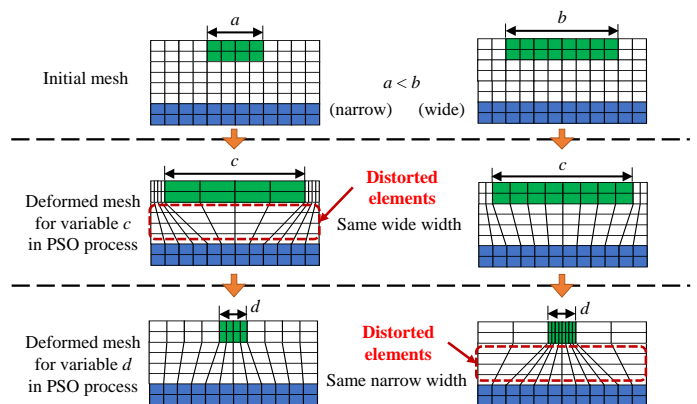 a
b
Initial mesh
a < b
(narrow) (wide)
c
c
Deformed mesh
for variable c
in PSO process
Distorted
elements
Same wide width
d
d
Deformed mesh
for variable d
in PSO process
Distorted
elements
Same narrow width